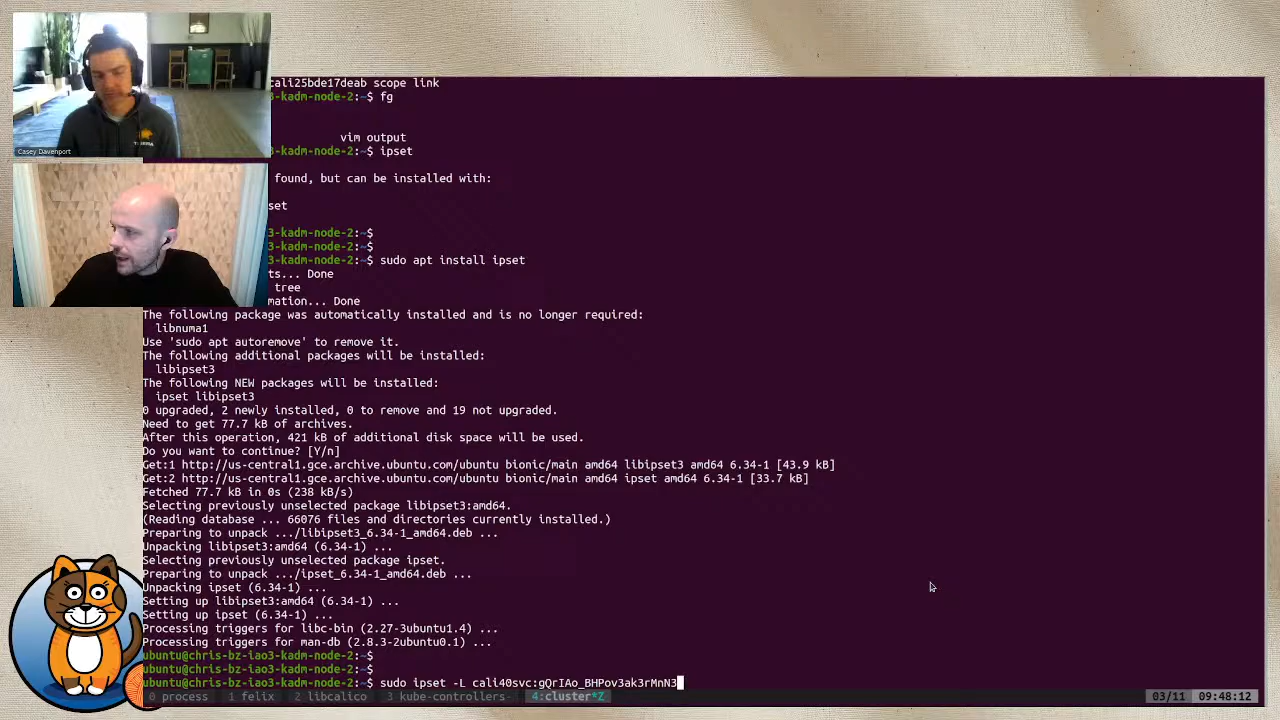 cali25bde17deab scope link
3-kadm-node-2:~$ fg
vim output
3-kadm-node-2:~$ ipset
found, but can be installed with:
set
3-kadm-node-2:~$
3-kadm-node-2:~$
3-kadm-node-2:~$ sudo apt install ipset
ts... Done
tree
mation... Done
The following package was automatically installed and is no longer required:
libnuma1
Use 'sudo apt autoremove' to remove it.
The following additional packages will be installed:
libipset3
The following NEW packages will be installed:
ipset libipset3
0 upgraded, 2 newly installed, 0 to remove and 19 not upgraded.
Need to get 77.7 kB of archives.
After this operation, 421 kB of additional disk space will be used.
Do you want to continue? [Y/n]
Get:1 http://us-central1.gce.archive.ubuntu.com/ubuntu bionic/main amd64 libipset3 amd64 6.34-1 [43.9 kB]
Get:2 http://us-central1.gce.archive.ubuntu.com/ubuntu bionic/main amd64 ipset amd64 6.34-1 [33.7 kB]
Fetched 77.7 kB in 0s (238 kB/s)
Selecting previously unselected package libipset3:amd64.
(Reading database ... 96076 files and directories currently installed.)
Preparing to unpack .../libipset3_6.34-1_amd64.deb ...
Unpacking libipset3:amd64 (6.34-1) ...
Selecting previously unselected package ipset.
Preparing to unpack .../ipset_6.34-1_amd64.deb ...
Unpacking ipset (6.34-1) ...
Setting up libipset3:amd64 (6.34-1) ...
Setting up ipset (6.34-1) ...
Processing triggers for libc-bin (2.27-3ubuntu1.4) ...
Processing triggers for man-db (2.8.3-2ubuntu0.1) ...
ubuntu@chris-bz-iao3-kadm-node-2:~$
ubuntu@chris-bz-iao3-kadm-node-2:~$
ubuntu@chris-bz-iao3-kadm-node-2:~$ sudo ipset -L cali40svc:gQrIAo_BHPov3ak3rMnN3
0 process 1 felix 2 libcalico 3 kube-controllers- 4 cluster*Z 09:48:12
Casey Davenport